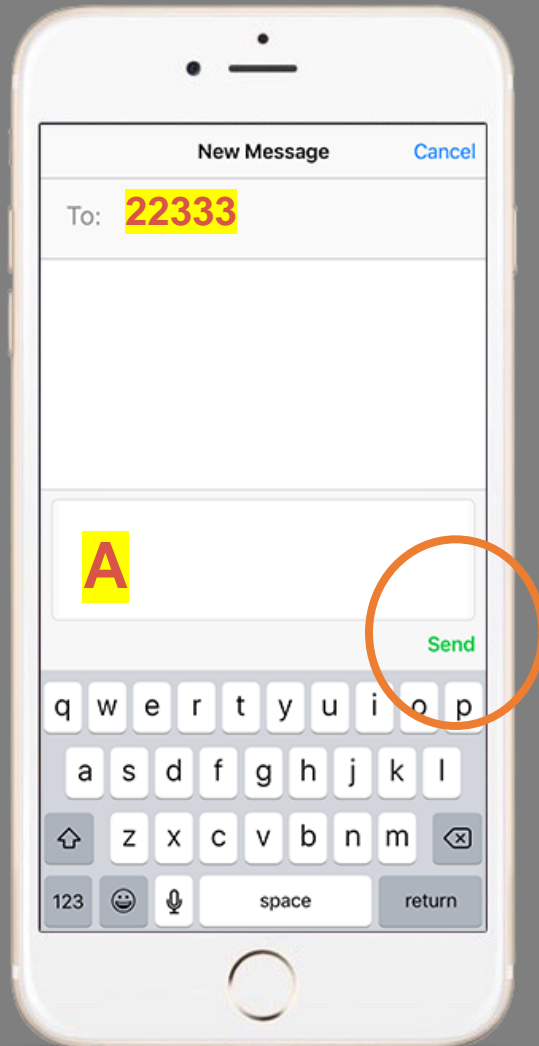 New Message Cancel
To: 22333
A
Send
q w e r t y u i o p
a s d f g h j k l
z x c v b n m
123 space return